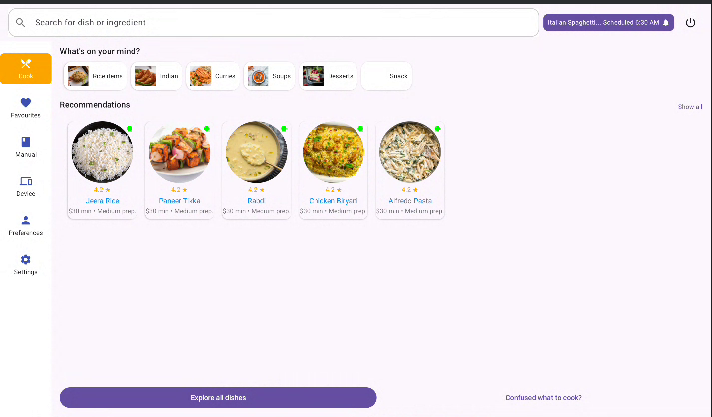 Search for dish or ingredient
Italian Spaghetti... Scheduled 6:30 AM
Cook
Favourites
Manual
Device
Preferences
Settings
What's on your mind?
Rice items
Indian
Curries
Soups
Desserts
Snack
Recommendations
Show all
4.2 ★
Jeera Rice
$30 min • Medium prep.
4.2 ★
Paneer Tikka
$30 min • Medium prep.
4.2 ★
Rabdi
$30 min • Medium prep.
4.2 ★
Chicken Biryani
$30 min • Medium prep.
4.2 ★
Alfredo Pasta
$30 min • Medium prep.
Explore all dishes
Confused what to cook?